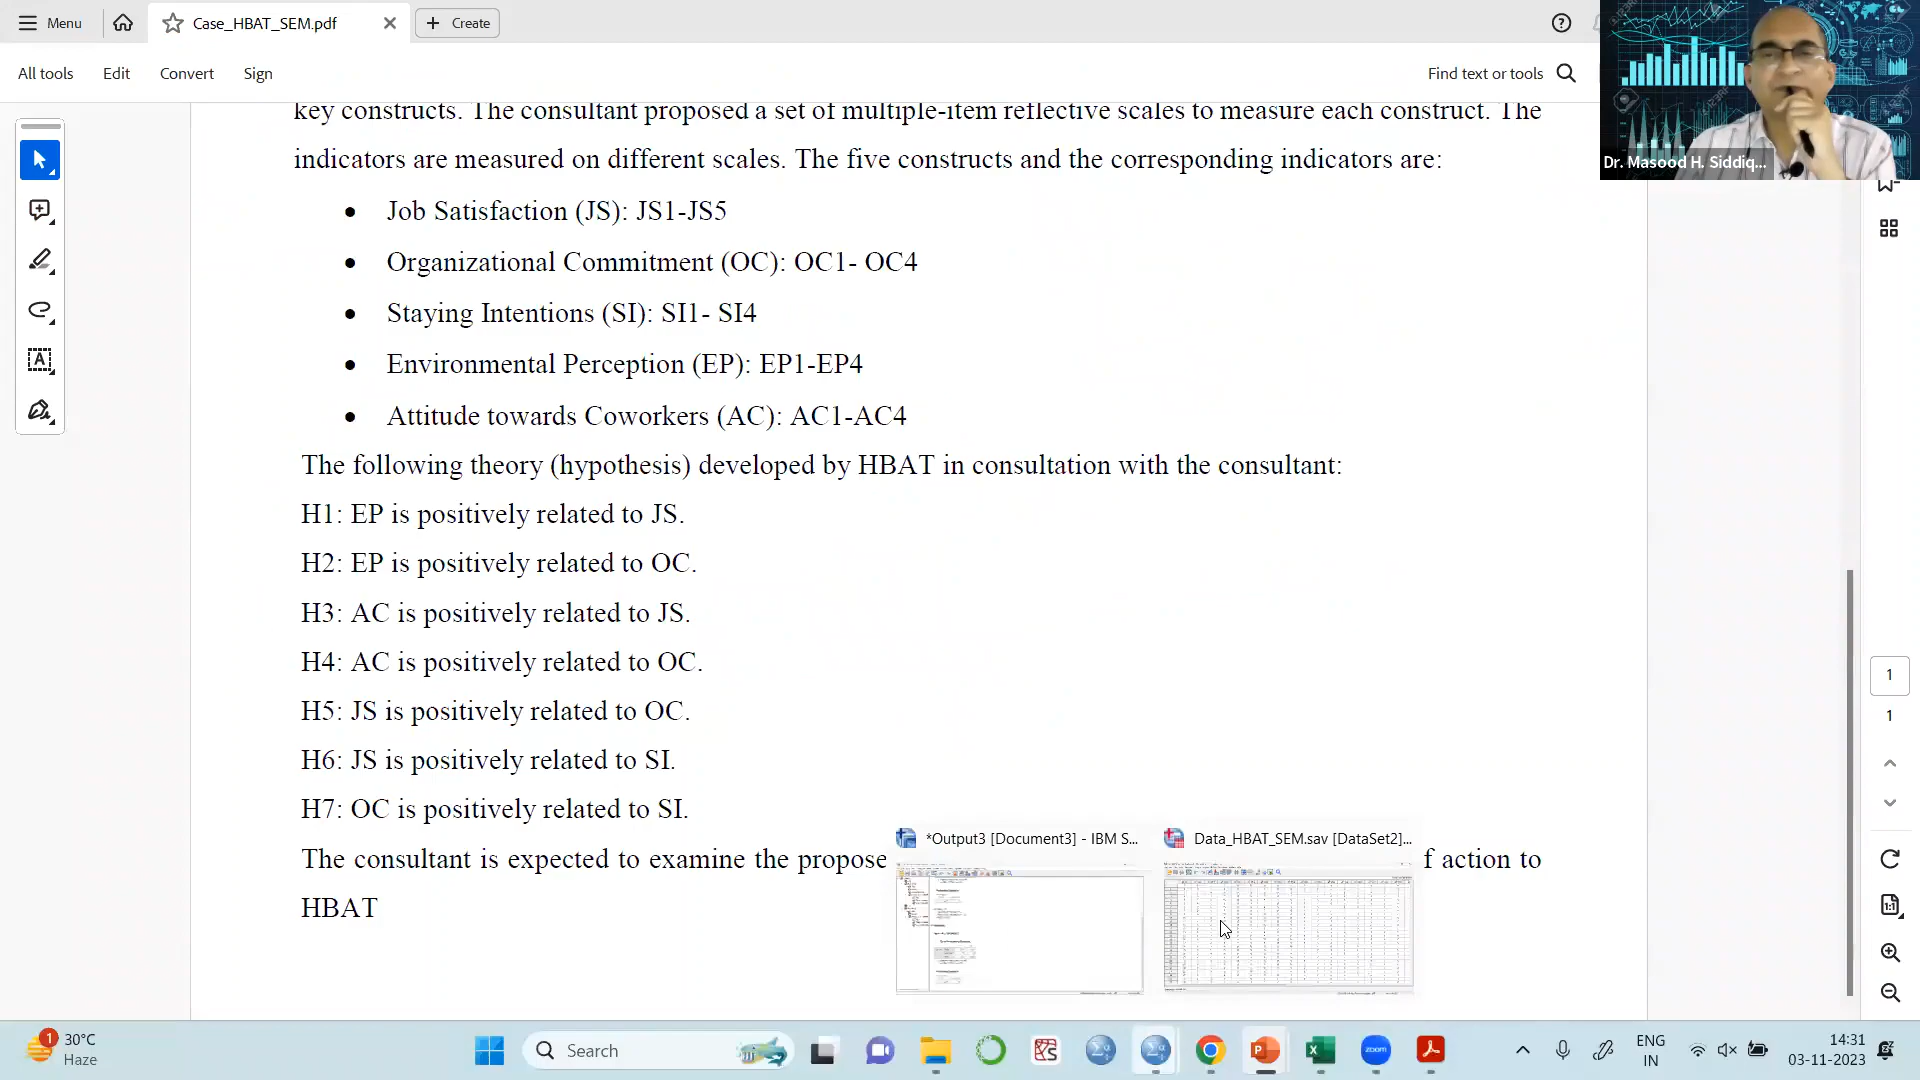 Menu
Case_HBAT_SEM.pdf
Create
All tools
Edit
Convert
Sign
Find text or tools
Dr. Masood H. Siddiq...
key constructs. The consultant proposed a set of multiple-item reflective scales to measure each construct. The
indicators are measured on different scales. The five constructs and the corresponding indicators are:
• Job Satisfaction (JS): JS1-JS5
• Organizational Commitment (OC): OC1- OC4
• Staying Intentions (SI): SI1- SI4
• Environmental Perception (EP): EP1-EP4
• Attitude towards Coworkers (AC): AC1-AC4
The following theory (hypothesis) developed by HBAT in consultation with the consultant:
H1: EP is positively related to JS.
H2: EP is positively related to OC.
H3: AC is positively related to JS.
H4: AC is positively related to OC.
H5: JS is positively related to OC.
H6: JS is positively related to SI.
H7: OC is positively related to SI.
The consultant is expected to examine the propose
f action to
HBAT
*Output3 [Document3] - IBM S...
Data_HBAT_SEM.sav [DataSet2]...
1
1
1:1
1
30°C
Haze
Search
zoom
ENG
IN
14:31
03-11-2023